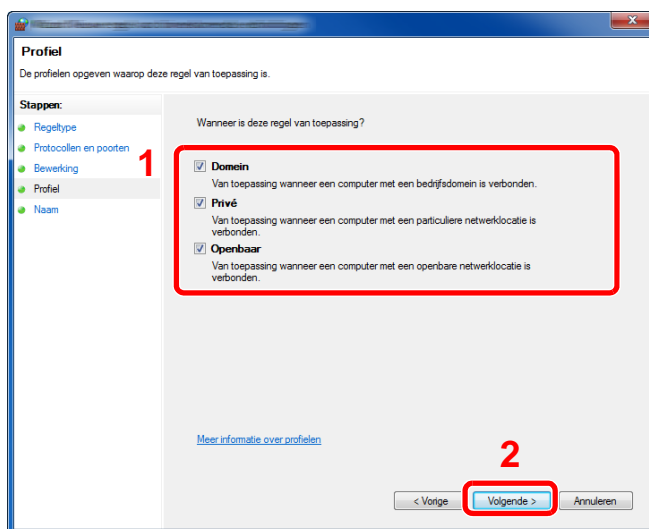 Profiel
De profielen opgeven waarop deze regel van toepassing is.
Stappen:
Regeltype
Protocollen en poorten
Bewerking
Profiel
Naam
1
Wanneer is deze regel van toepassing?
Domein
Van toepassing wanneer een computer met een bedrijfsdomein is verbonden.
Privé
Van toepassing wanneer een computer met een particuliere netwerklocatie is
verbonden.
Openbaar
Van toepassing wanneer een computer met een openbare netwerklocatie is
verbonden.
Meer informatie over profielen
2
< Vorige
Volgende >
Annuleren